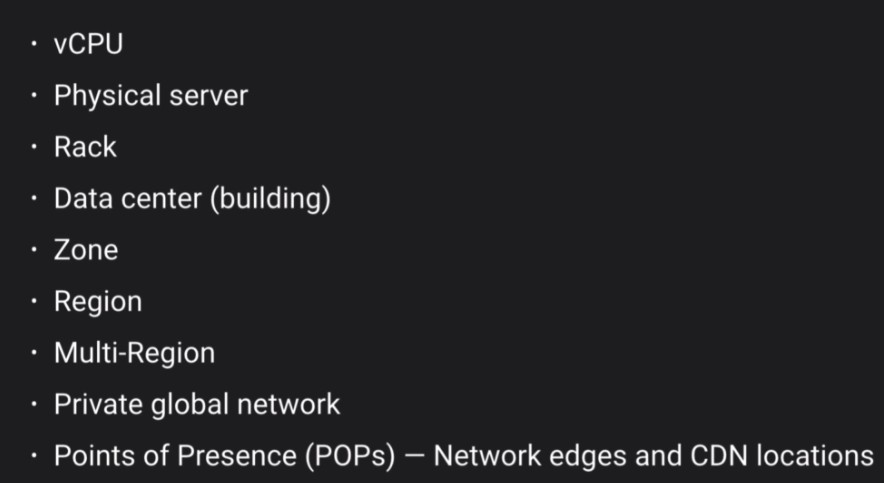 · vCPU
· Physical server
· Rack
· Data center (building)
· Zone
· Region
· Multi-Region
· Private global network
· Points of Presence (POPs) — Network edges and CDN locations